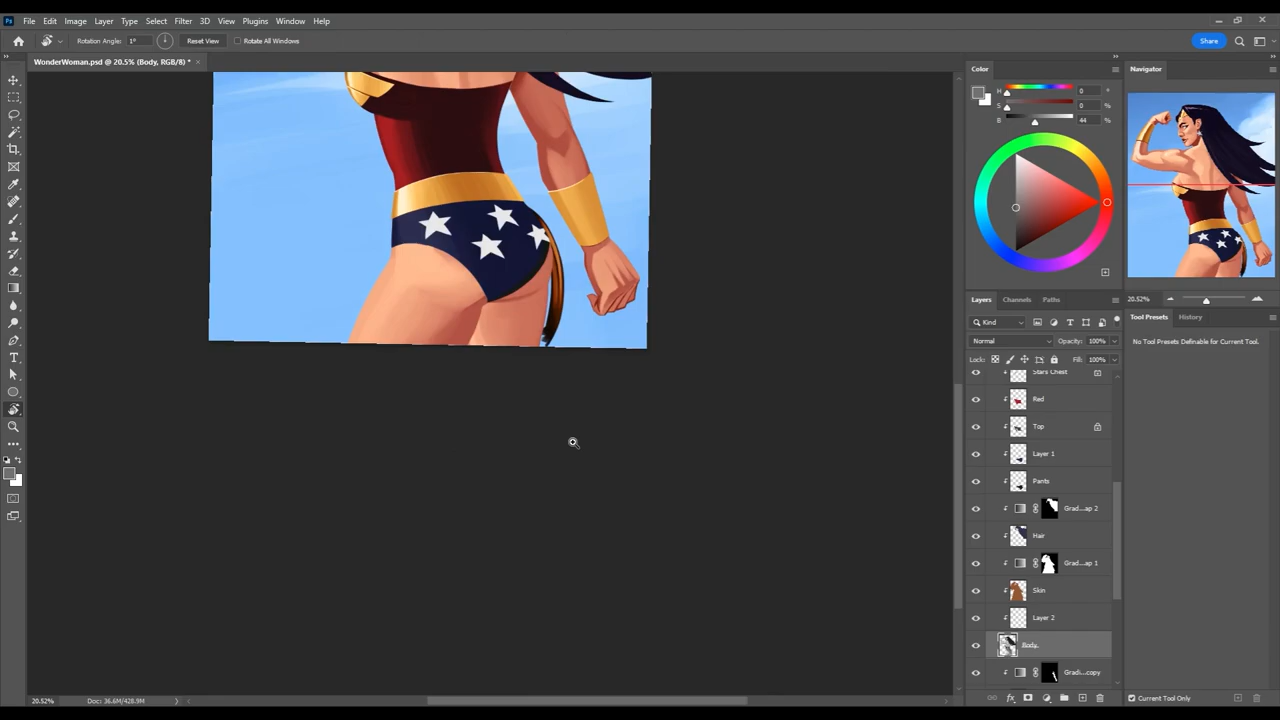 Ps File Edit Image Layer Type Select Filter 3D View Plugins Window Help
Rotation Angle: 1° Reset View Rotate All Windows Share
WonderWoman.psd @ 20.5% (Body, RGB/8) * ×
Color
H 0 °
S 0 %
B 44 %
Navigator
20.52%
Layers Channels Paths
Kind
Normal Opacity: 100%
Lock: Fill: 100%
Stars Chest
Red
Top
Layer 1
Pants
Grad...ap 2
Hair
Grad...ap 1
Skin
Layer 2
Body
Gradi...copy
fx
Tool Presets History
No Tool Presets Definable for Current Tool.
Current Tool Only
T
20.52% Doc: 36.6M/428.9M